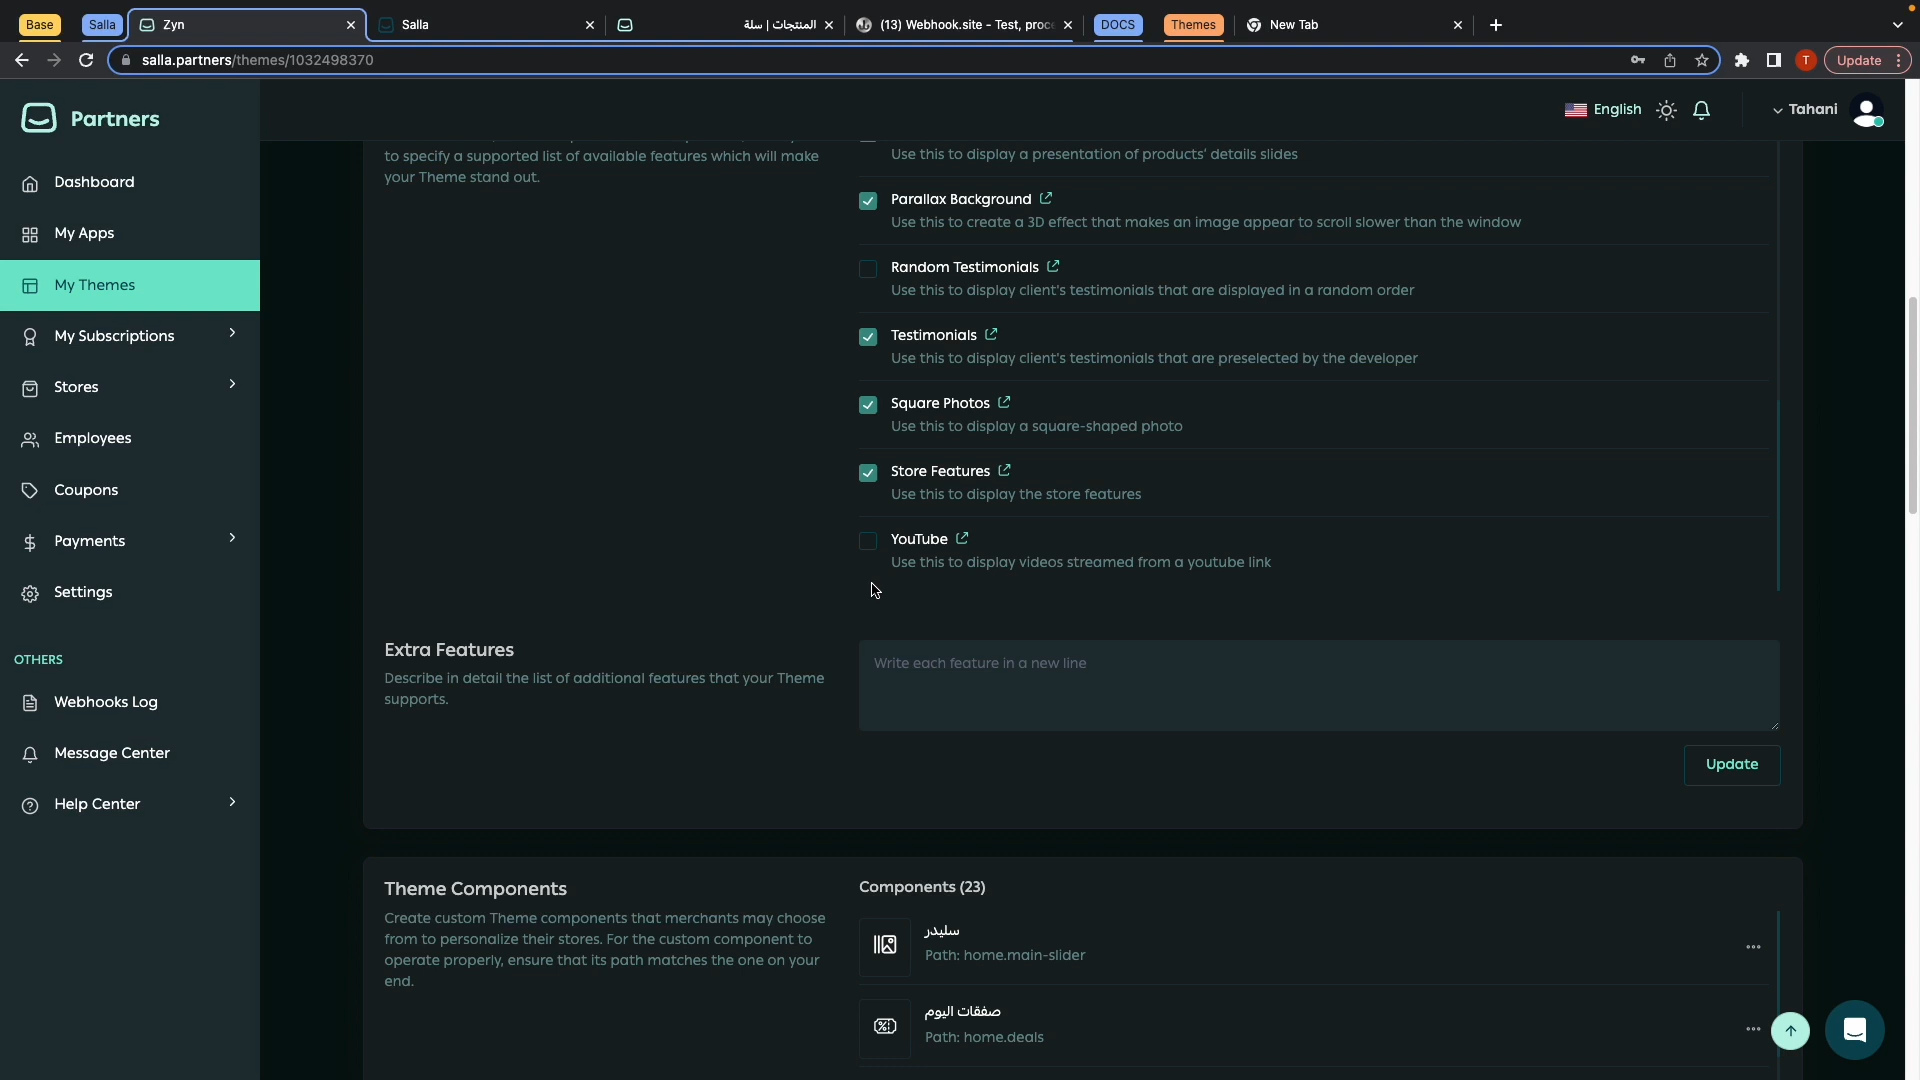 Base
Salla
Zyn
Salla
المنتجات | سلة
(13) Webhook.site - Test, proce
DOCS
Themes
New Tab
salla.partners/themes/1032498370
T
Update
Partners
English
Tahani
Dashboard
My Apps
My Themes
My Subscriptions
Stores
Employees
Coupons
Payments
Settings
OTHERS
Webhooks Log
Message Center
Help Center
to specify a supported list of available features which will make
your Theme stand out.
Use this to display a presentation of products' details slides
Parallax Background
Use this to create a 3D effect that makes an image appear to scroll slower than the window
Random Testimonials
Use this to display client's testimonials that are displayed in a random order
Testimonials
Use this to display client's testimonials that are preselected by the developer
Square Photos
Use this to display a square-shaped photo
Store Features
Use this to display the store features
YouTube
Use this to display videos streamed from a youtube link
Extra Features
Describe in detail the list of additional features that your Theme
supports.
Write each feature in a new line
Update
Theme Components
Create custom Theme components that merchants may choose
from to personalize their stores. For the custom component to
operate properly, ensure that its path matches the one on your
end.
Components (23)
سليدر
Path: home.main-slider
صفقات اليوم
Path: home.deals